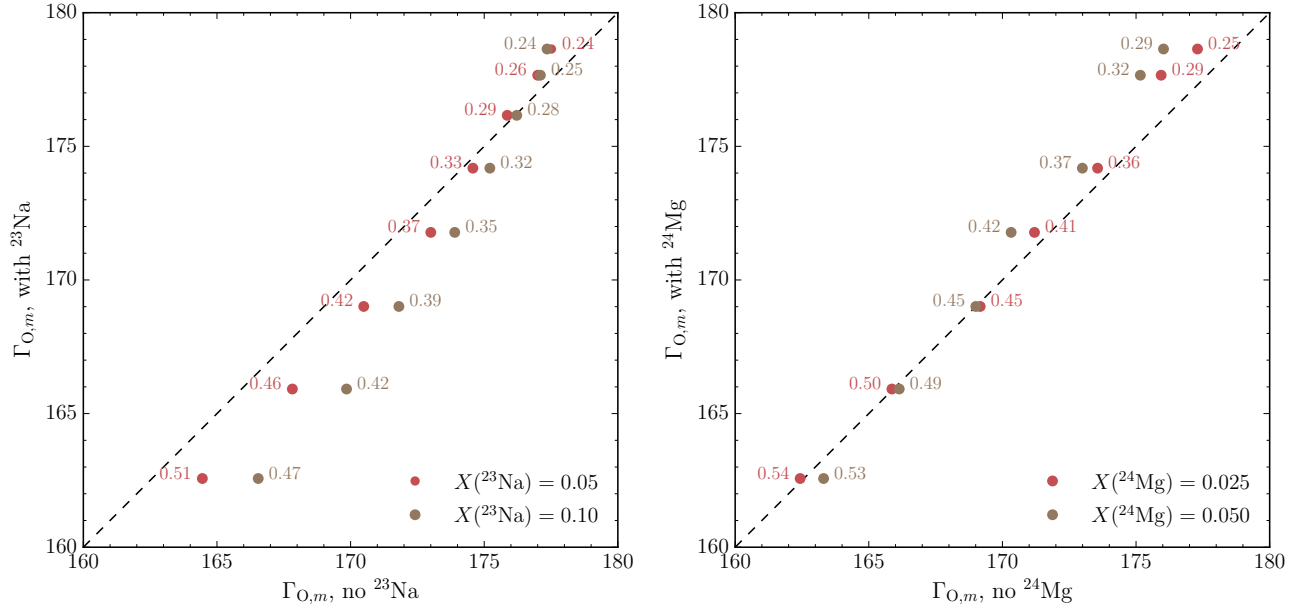 180
175
170
165
160
Γ_{O,m}, with ²³Na
0.24 0.24
0.26 0.25
0.29 0.28
0.33 0.32
0.37 0.35
0.42 0.39
0.46 0.42
0.51 0.47
X(²³Na) = 0.05
X(²³Na) = 0.10
160 165 170 175 180
Γ_{O,m}, no ²³Na
180
175
170
165
160
Γ_{O,m}, with ²⁴Mg
0.29 0.25
0.32 0.29
0.37 0.36
0.42 0.41
0.45 0.45
0.50 0.49
0.54 0.53
X(²⁴Mg) = 0.025
X(²⁴Mg) = 0.050
160 165 170 175 180
Γ_{O,m}, no ²⁴Mg